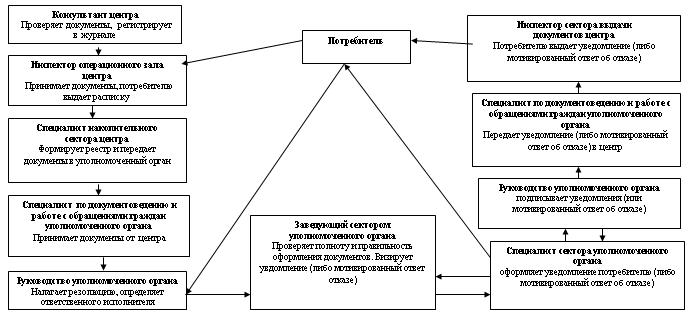 Консультант центра
Проверяет документы, регистрирует
в журнале
Инспектор операционного зала
центра
Принимает документы, потребителю
выдает расписку
Специалист накопительного
сектора центра
Формирует реестр и передает
документы в уполномоченный орган
Специалист по документоведению и
работе с обращениями граждан
уполномоченного органа
Принимает документы от центра
Руководство уполномоченного органа
Налагает резолюцию, определяет
ответственного исполнителя
Потребитель
Заведующий сектором
уполномоченного органа
Проверяет полноту и правильность
оформления документов. Визирует
уведомление (либо мотивированный ответ
отказе)
Инспектор сектора выдачи
документов центра
Потребителю выдает уведомление (либо
мотивированный ответ об отказе)
Специалист по документоведению и работе с
обращениями граждан уполномоченного
органа
Передает уведомление (либо мотивированный
ответ об отказе) в центр
Руководство уполномоченного органа
подписывает уведомления (или
мотивированный ответ об отказе)
Специалист сектора уполномоченного
органа
оформляет уведомление потребителю (либо
мотивированный ответ об отказе)